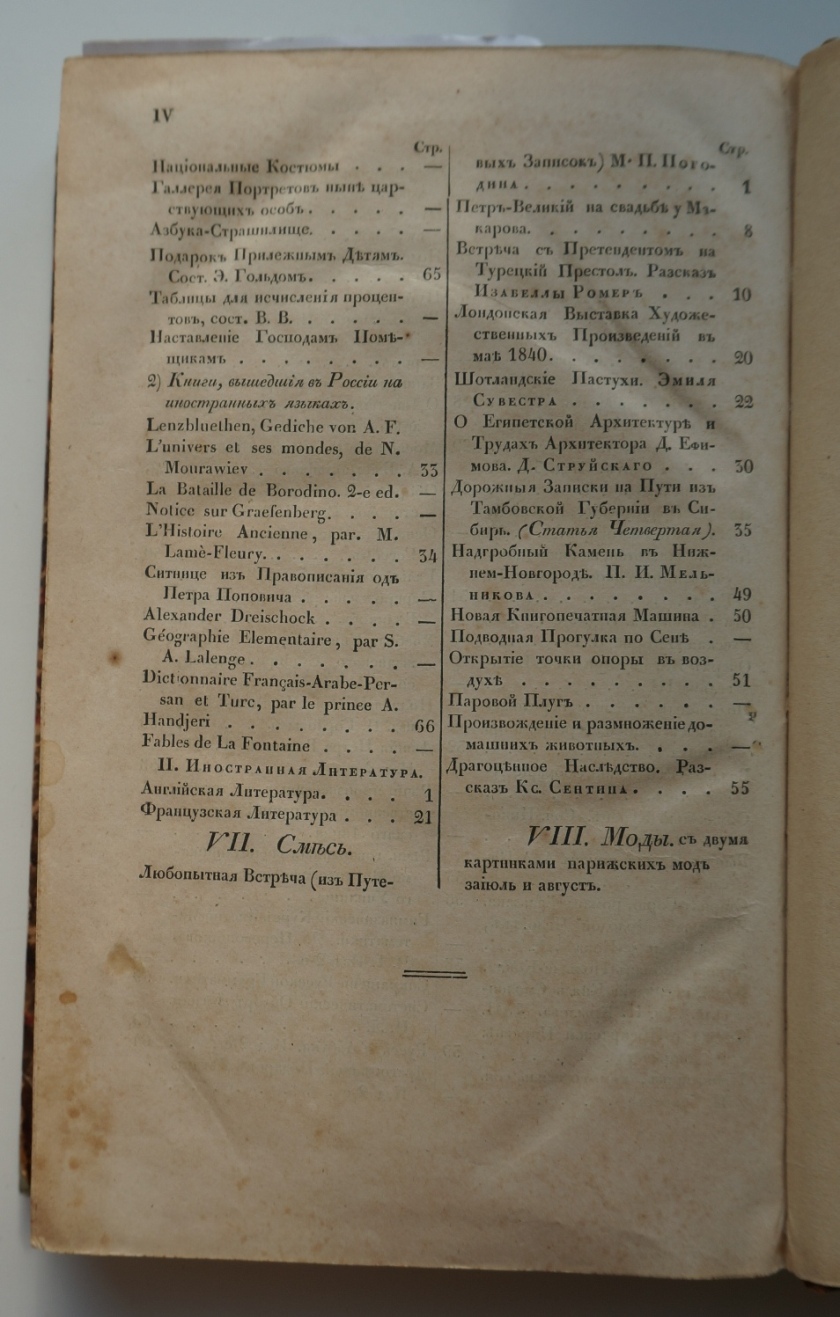 IV
Стр.
Національные Костюмы . . . —
Галлерея Портретовъ нынѣ цар-
ствующихъ особъ. . . . . —
Азбука-Страшилище. . . . . —
Подарокъ Прилежнымъ Дѣтямъ.
Сост. Э. Гольдомъ. . . . . 65
Таблицы для исчисленія процен-
товъ, сост. В. В. . . . . . —
Наставленіе Господамъ Помѣ-
щикамъ . . . . . . . . —
2) Книги, вышедшія въ Россіи на
иностранныхъ языкахъ.
Lenzbluethen, Gediche von A. F.
L'univers et ses mondes, de N.
Mourawiev . . . . . . . 33
La Bataille de Borodino. 2-e ed. —
Notice sur Graefenberg. . . . —
L'Histoire Ancienne, par. M.
Lamè-Fleury. . . . . . . 34
Ситнице изъ Правописанія одъ
Петра Поповича . . . . . —
Alexander Dreischock . . . . —
Géographie Elementaire, par S.
A. Lalenge . . . . . . . —
Dictionnaire Français-Arabe-Per-
san et Turc, par le prince A.
Handjeri . . . . . . . . 66
Fables de La Fontaine . . . . —
II. Иностранная Литература.
Англійская Литература. . . . 1
Французская Литература . . . 21
VII. Смѣсь.
Любопытная Встрѣча (изъ Путе-
Стр.
выхъ Записокъ) М. П. Пого-
дина . . . . . . . . . 1
Петръ-Великій на свадьбѣ у Ма-
карова. . . . . . . . . 8
Встрѣча съ Претендентомъ на
Турецкій Престолъ. Разсказъ
Изабеллы Ромеръ . . . 10
Лондонская Выставка Художе-
ственныхъ Произведеній въ
маѣ 1840. . . . . . . . 20
Шотландскіе Пастухи. Эмиля
Сувестра . . . . . . . 22
О Египетской Архитектурѣ и
Трудахъ Архитектора Д. Ефи-
мова. Д. Струйскаго . . . 30
Дорожныя Записки на Пути изъ
Тамбовской Губерніи въ Си-
бирь. (Статья Четвертая). 35
Надгробный Камень въ Ниж-
нем-Новгородѣ. П. И. Мель-
никова . . . . . . . . 49
Новая Книгопечатная Машина . 50
Подводная Прогулка по Сенѣ . —
Открытіе точки опоры въ воз-
духѣ . . . . . . . . . 51
Паровой Плугъ . . . . . . —
Произвожденіе и размноженіе до-
машнихъ животныхъ. . . . —
Драгоцѣнное Наслѣдство. Раз-
сказъ Кс. Сентина . . . . 55
VIII. Моды. съ двумя
картинками парижскихъ модъ
заіюль и августъ.